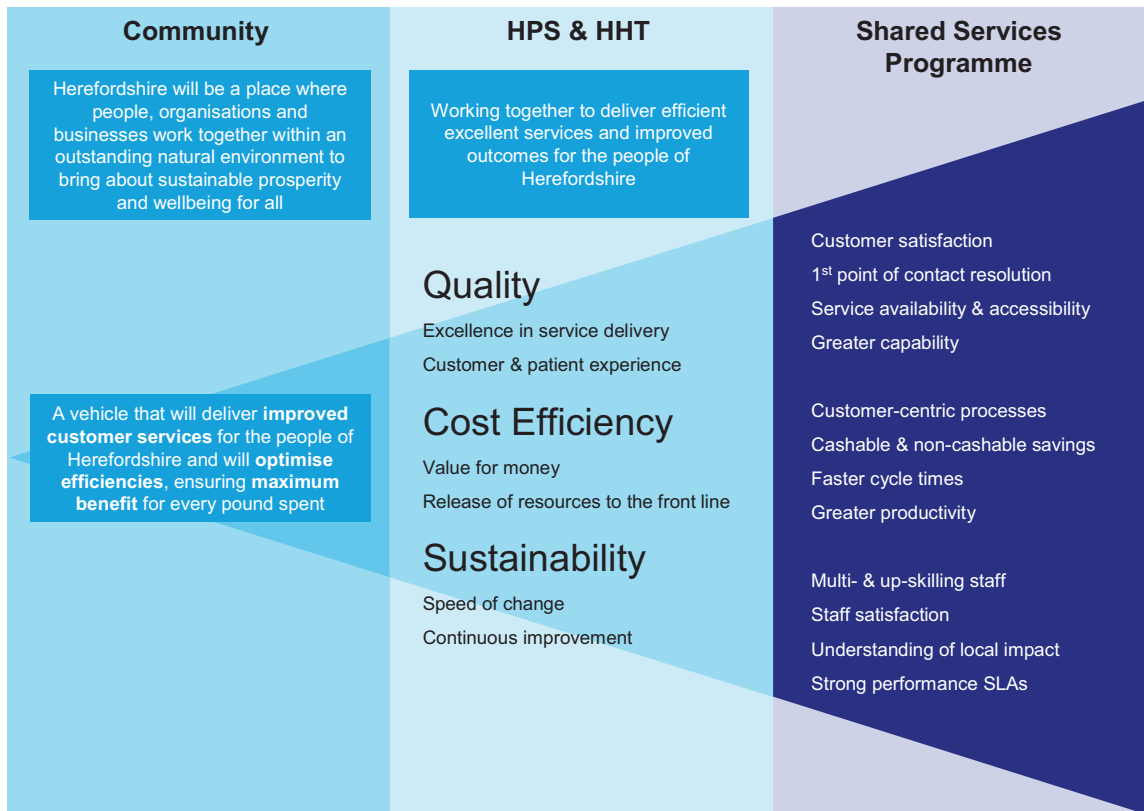 Community
Herefordshire will be a place where
people, organisations and
businesses work together within an
outstanding natural environment to
bring about sustainable prosperity
and wellbeing for all
A vehicle that will deliver improved
customer services for the people of
Herefordshire and will optimise
efficiencies, ensuring maximum
benefit for every pound spent
HPS & HHT
Working together to deliver efficient
excellent services and improved
outcomes for the people of
Herefordshire
Quality
Excellence in service delivery
Customer & patient experience
Cost Efficiency
Value for money
Release of resources to the front line
Sustainability
Speed of change
Continuous improvement
Shared Services
Programme
Customer satisfaction
1st point of contact resolution
Service availability & accessibility
Greater capability
Customer-centric processes
Cashable & non-cashable savings
Faster cycle times
Greater productivity
Multi- & up-skilling staff
Staff satisfaction
Understanding of local impact
Strong performance SLAs